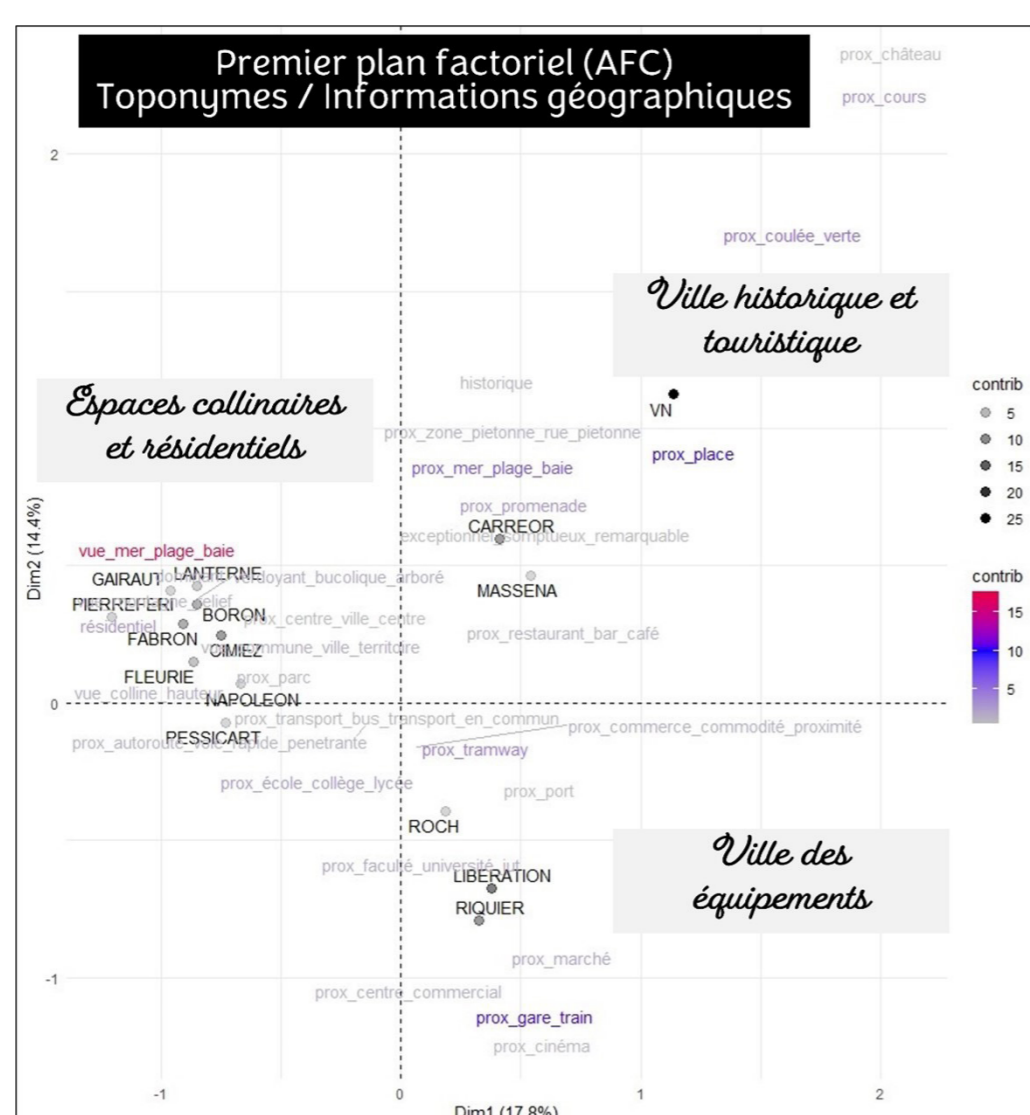 Premier plan factoriel (AFC)
Toponymes / Informations géographiques
prox_château
prox_cours
2
prox_coulée_verte
Ville historique et
touristique
historique
VN
Espaces collinaires
et résidentiels
prox_zone_pietonne_rue_pietonne
prox_place
prox_mer_plage_baie
prox_promenade
CARREOR
exceptionnel_somptueux_remarquable
vue_mer_plage_baie
LANTERNE
GAIRAUT
verdoyant_bucolique_arboré
MASSENA
PIERREFEU
BORON
prox_centre_ville_centre
résidentiel
FABRON
prox_restaurant_bar_café
vue_commune_ville_territoire
CIMIEZ
FLEURIE
prox_parc
vue_colline_hauteur
NAPOLEON
0
prox_transport_bus_transport_en_commun
prox_commerce_commodité_proximité
PESSICART
prox_autoroute_voie_rapide_penetrante
prox_tramway
prox_école_collège_lycée
prox_port
ROCH
prox_faculté_université_iut
LIBERATION
RIQUIER
Ville des
équipements
prox_marché
-1
prox_centre_commercial
prox_gare_train
prox_cinéma
-1
0
1
2
Dim1 (17.8%)
Dim2 (14.4%)
contrib
5
10
15
20
25
contrib
15
10
5